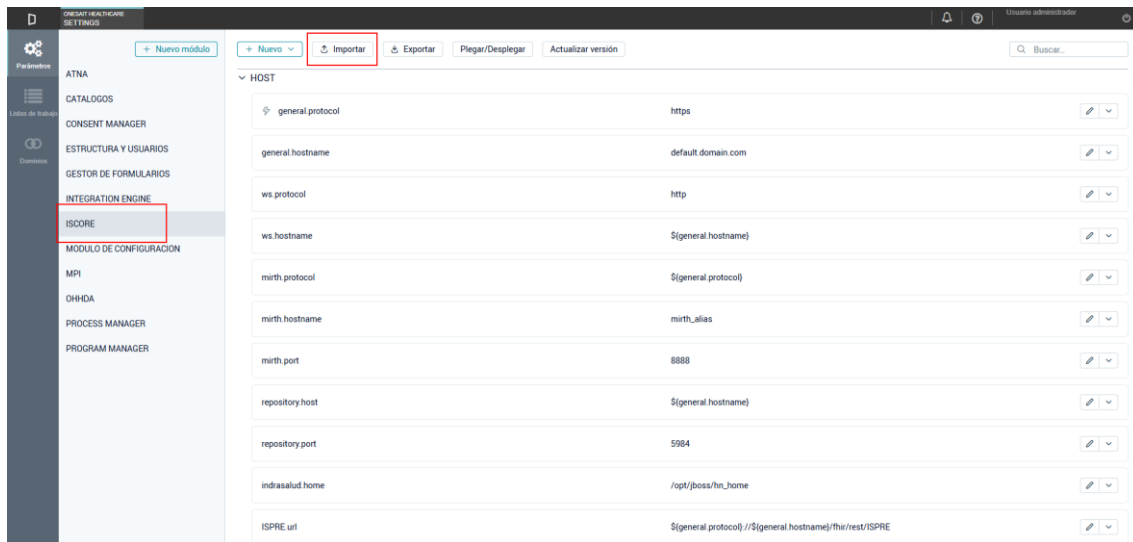 ONESAIT HEALTHCARE
SETTINGS
Usuario administrador
Parámetros
Listas de trabajo
Dominios
+ Nuevo módulo
ATNA
CATALOGOS
CONSENT MANAGER
ESTRUCTURA Y USUARIOS
GESTOR DE FORMULARIOS
INTEGRATION ENGINE
ISCORE
MODULO DE CONFIGURACION
MPI
OHHDA
PROCESS MANAGER
PROGRAM MANAGER
+ Nuevo Importar Exportar Plegar/Desplegar Actualizar versión Buscar...
HOST
general.protocol https
general.hostname default.domain.com
ws.protocol http
ws.hostname ${general.hostname}
mirth.protocol ${general.protocol}
mirth.hostname mirth_alias
mirth.port 8888
repository.host ${general.hostname}
repository.port 5984
indrasalud.home /opt/jboss/hn_home
ISPRE.url ${general.protocol}://${general.hostname}/fhir/rest/ISPRE